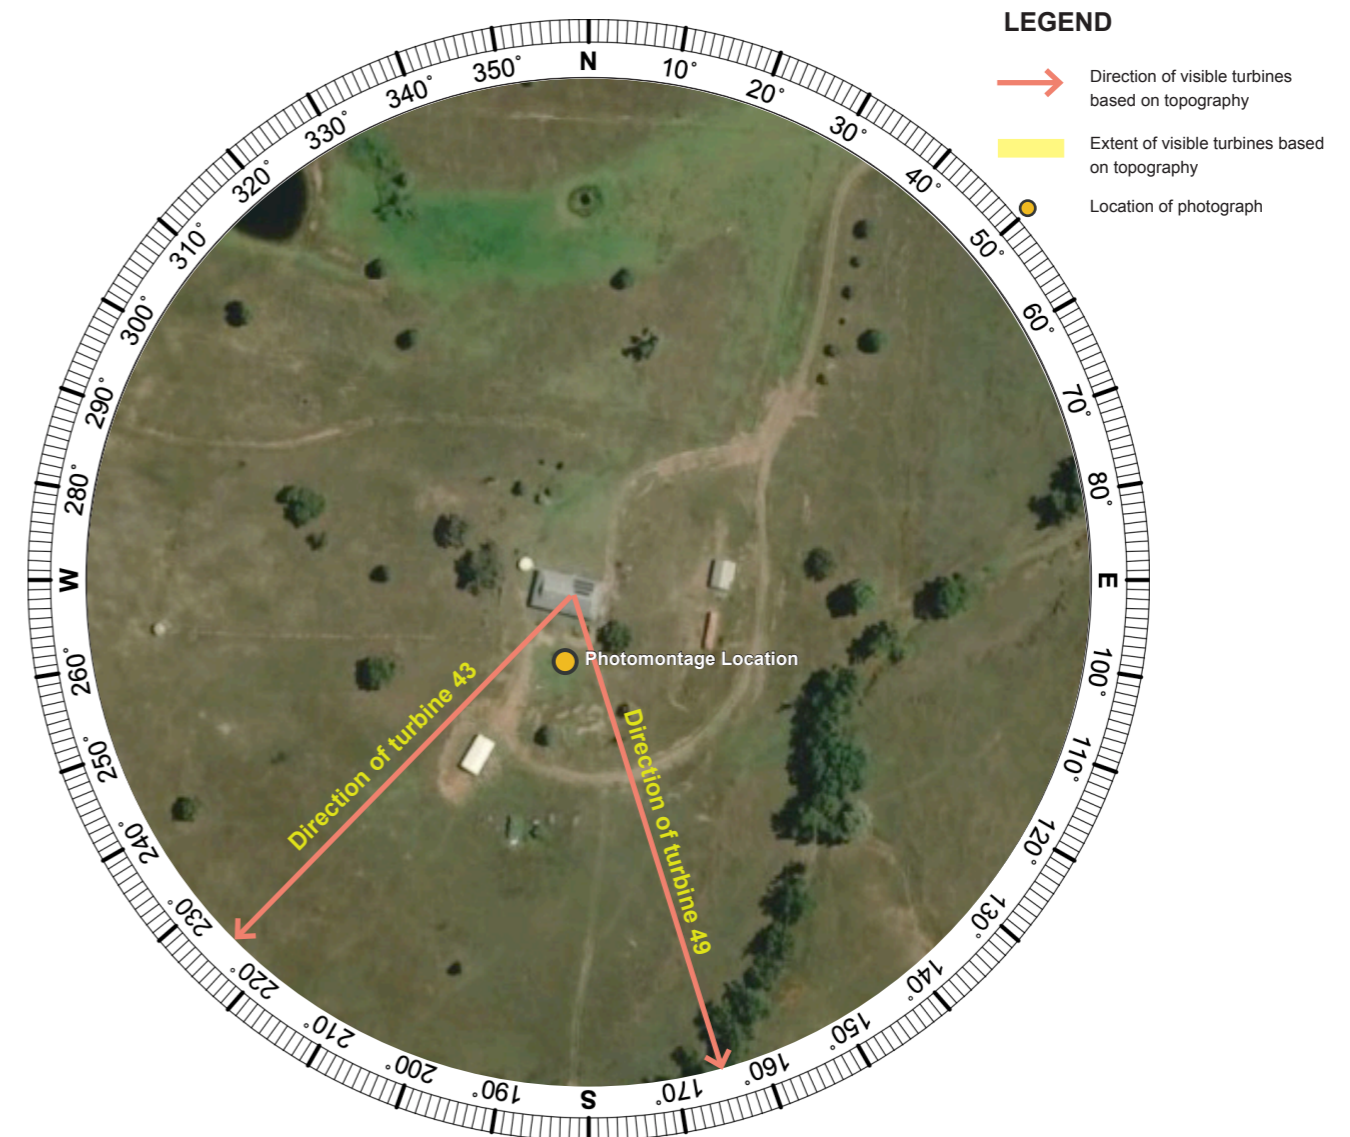 LEGEND
Direction of visible turbines
based on topography
Extent of visible turbines based
on topography
Location of photograph
N
10°
20°
30°
40°
50°
60°
70°
80°
E
100°
110°
120°
130°
140°
150°
160°
170°
S
190°
200°
210°
220°
230°
240°
250°
260°
W
280°
290°
300°
310°
320°
330°
340°
350°
Photomontage Location
Direction of turbine 43
Direction of turbine 49